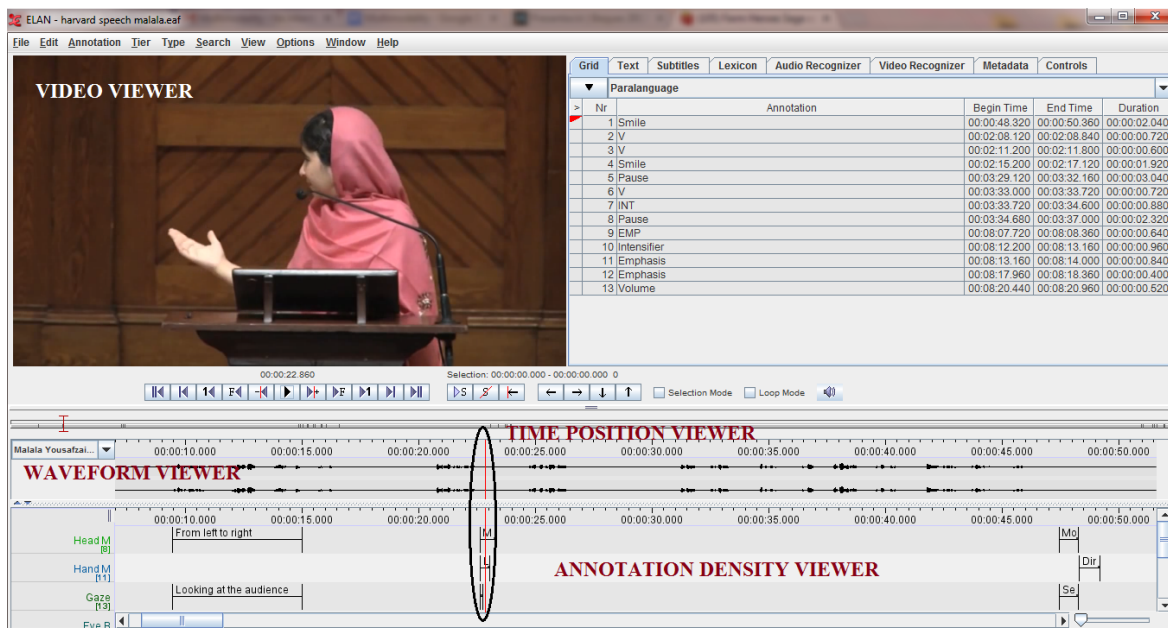 ELAN - harvard speech malala.eaf
File Edit Annotation Tier Type Search View Options Window Help
VIDEO VIEWER
Grid Text Subtitles Lexicon Audio Recognizer Video Recognizer Metadata Controls
Paralanguage
> Nr Annotation Begin Time End Time Duration
1 Smile 00:00:48.320 00:00:50.360 00:00:02.040
2 V 00:02:08.120 00:02:08.840 00:00:00.720
3 V 00:02:11.200 00:02:11.800 00:00:00.600
4 Smile 00:02:15.200 00:02:17.120 00:00:01.920
5 Pause 00:03:29.120 00:03:32.160 00:00:03.040
6 V 00:03:33.000 00:03:33.720 00:00:00.720
7 INT 00:03:33.720 00:03:34.600 00:00:00.880
8 Pause 00:03:34.680 00:03:37.000 00:00:02.320
9 EMP 00:08:07.720 00:08:08.360 00:00:00.640
10 Intensifier 00:08:12.200 00:08:13.160 00:00:00.960
11 Emphasis 00:08:13.160 00:08:14.000 00:00:00.840
12 Emphasis 00:08:17.960 00:08:18.360 00:00:00.400
13 Volume 00:08:20.440 00:08:20.960 00:00:00.520
00:00:22.860 Selection: 00:00:00.000 - 00:00:00.000 0
1 F F 1 S S Selection Mode Loop Mode
TIME POSITION VIEWER
Malala Yousafzai... 00:00:10.000 00:00:15.000 00:00:20.000 00:00:25.000 00:00:30.000 00:00:35.000 00:00:40.000 00:00:45.000 00:00:50.000
WAVEFORM VIEWER
00:00:10.000 00:00:15.000 00:00:20.000 00:00:25.000 00:00:30.000 00:00:35.000 00:00:40.000 00:00:45.000 00:00:50.000
Head M From left to right M Mo
[8]
Hand M L Dir
[11]
ANNOTATION DENSITY VIEWER
Gaze Looking at the audience Se
[13]
Eye B